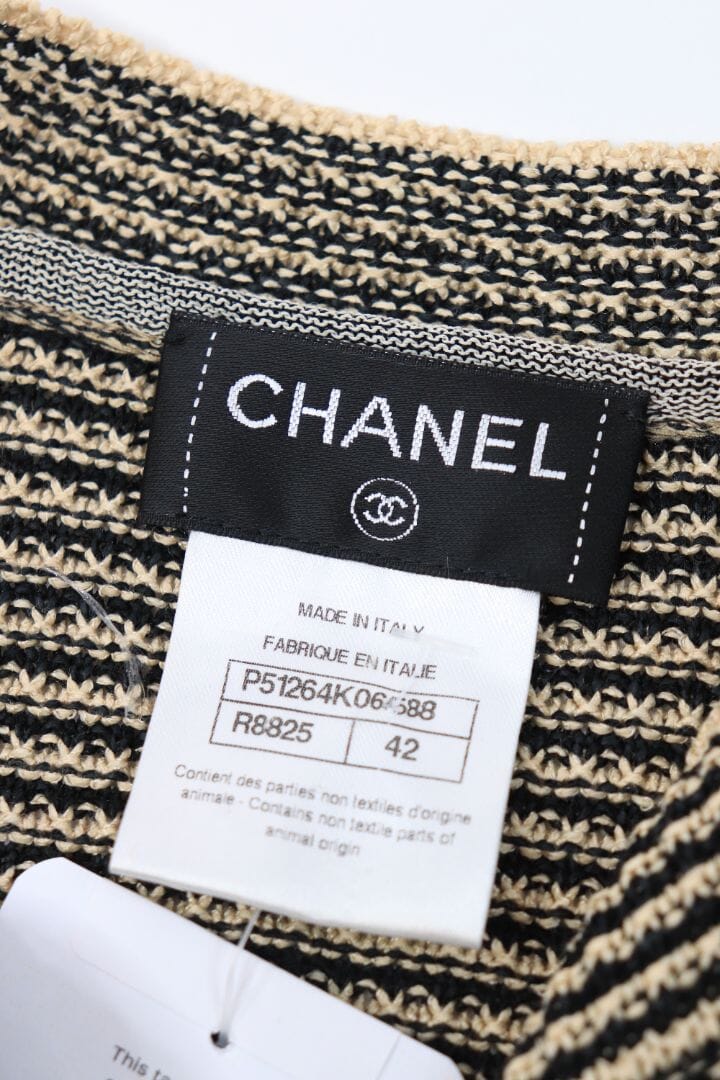 CHANEL
MADE IN ITALY
FABRIQUE EN ITALIE
P51264K06
R8825 42
Contient des parties non textiles d'origine
animale - Contains non textile parts of
animal origin
This